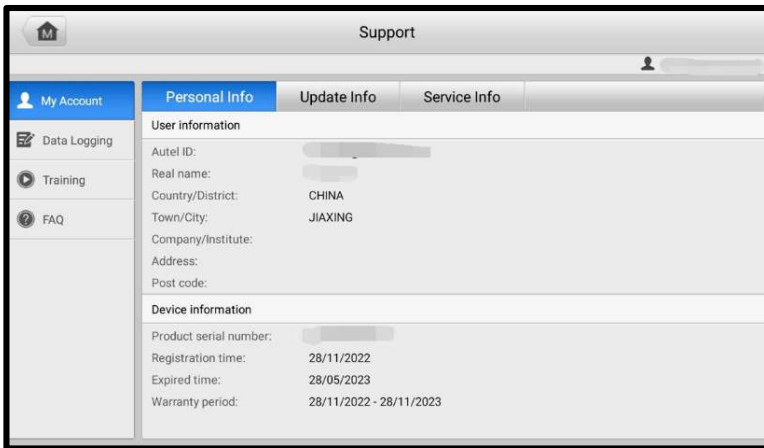 M
Support
My Account
Data Logging
Training
FAQ
Personal Info Update Info Service Info
User information
Autel ID:
Real name:
Country/District: CHINA
Town/City: JIAXING
Company/Institute:
Address:
Post code:
Device information
Product serial number:
Registration time: 28/11/2022
Expired time: 28/05/2023
Warranty period: 28/11/2022 - 28/11/2023